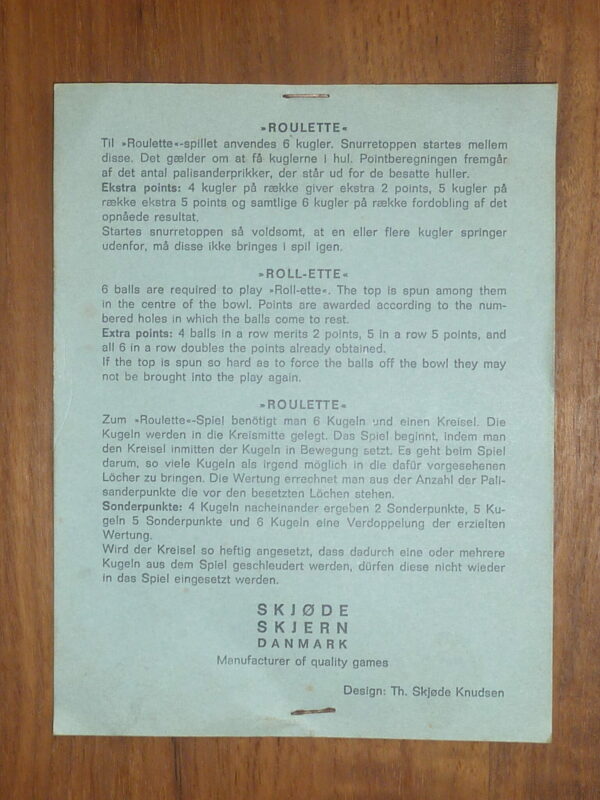 »ROULETTE«
Til »Roulette«-spillet anvendes 6 kugler. Snurretoppen startes mellem
disse. Det gælder om at få kuglerne i hul. Pointberegningen fremgår
af det antal palisanderprikker, der står ud for de besatte huller.
Ekstra points: 4 kugler på række giver ekstra 2 points, 5 kugler på
række ekstra 5 points og samtlige 6 kugler på række fordobling af det
opnåede resultat.
Startes snurretoppen så voldsomt, at en eller flere kugler springer
udenfor, må disse ikke bringes i spil igen.
»ROLL-ETTE«
6 balls are required to play »Roll-ette«. The top is spun among them
in the centre of the bowl. Points are awarded according to the num-
bered holes in which the balls come to rest.
Extra points: 4 balls in a row merits 2 points, 5 in a row 5 points, and
all 6 in a row doubles the points already obtained.
If the top is spun so hard as to force the balls off the bowl they may
not be brought into the play again.
»ROULETTE«
Zum »Roulette«-Spiel benötigt man 6 Kugeln und einen Kreisel. Die
Kugeln werden in die Kreismitte gelegt. Das Spiel beginnt, indem man
den Kreisel inmitten der Kugeln in Bewegung setzt. Es geht beim Spiel
darum, so viele Kugeln als irgend möglich in die dafür vorgesehenen
Löcher zu bringen. Die Wertung errechnet man aus der Anzahl der Pali-
sanderpunkte die vor den besetzten Löchen stehen.
Sonderpunkte: 4 Kugeln nacheinander ergeben 2 Sonderpunkte, 5 Ku-
geln 5 Sonderpunkte und 6 Kugeln eine Verdoppelung der erzielten
Wertung.
Wird der Kreisel so heftig angesetzt, dass dadurch eine oder mehrere
Kugeln aus dem Spiel geschleudert werden, dürfen diese nicht wieder
in das Spiel eingesetzt werden.
SKJØDE
SKJERN
DANMARK
Manufacturer of quality games
Design: Th. Skjøde Knudsen